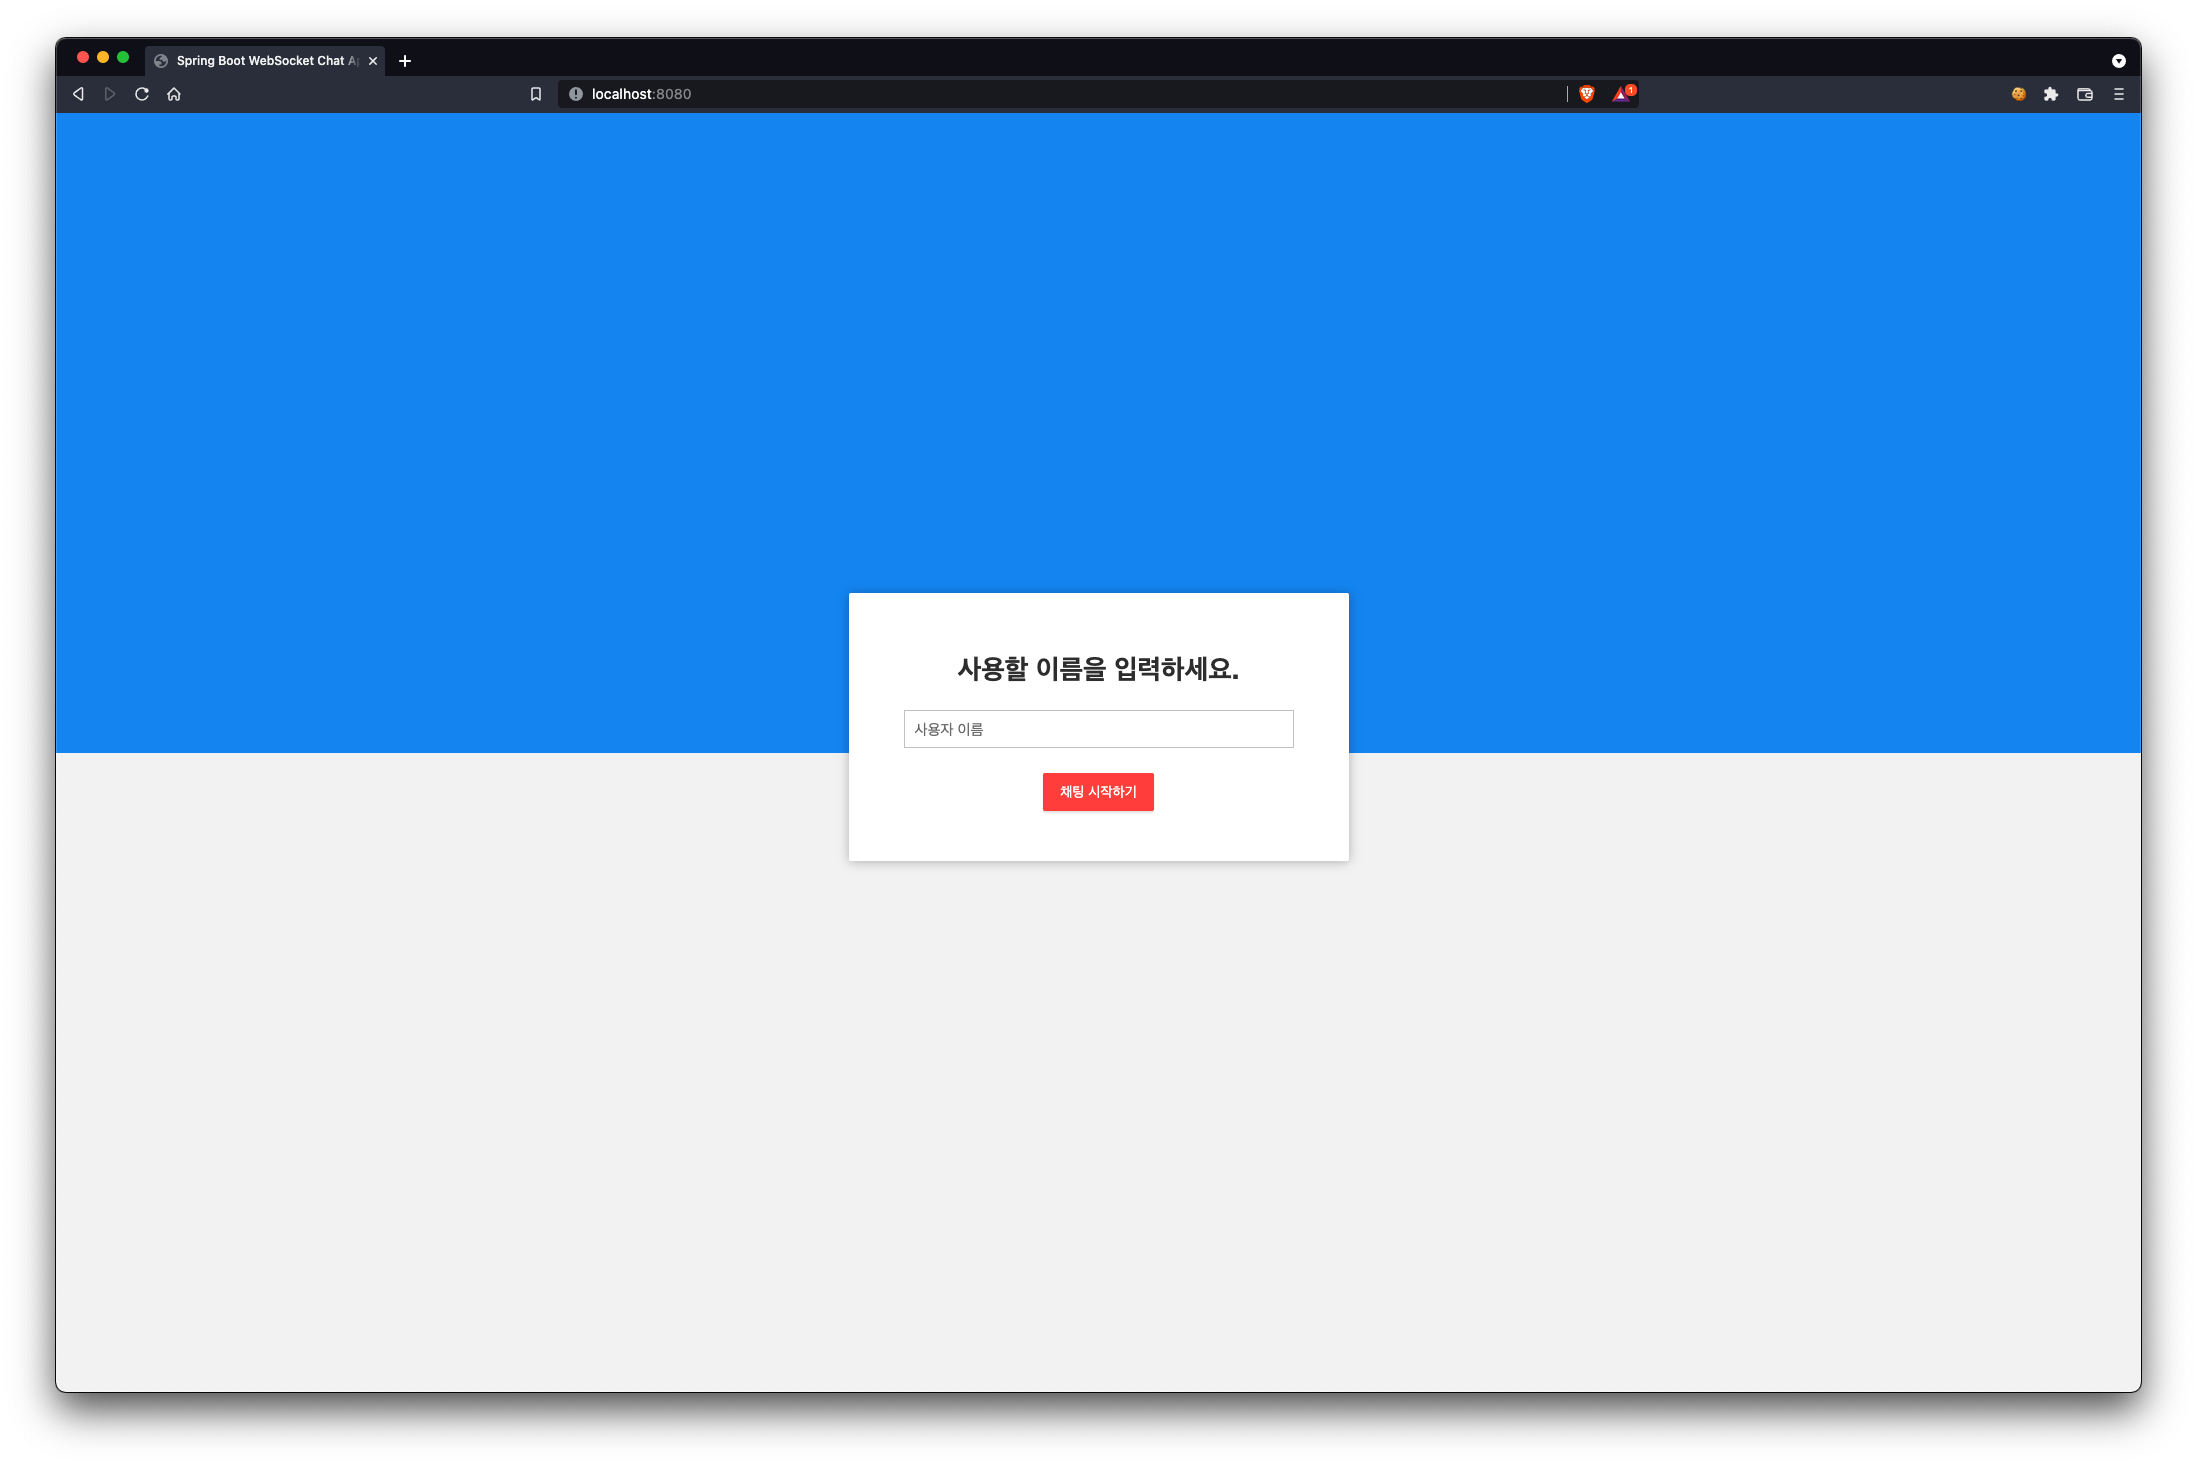 Spring Boot WebSocket Chat
localhost:8080
1
사용할 이름을 입력하세요.
사용자 이름
채팅 시작하기